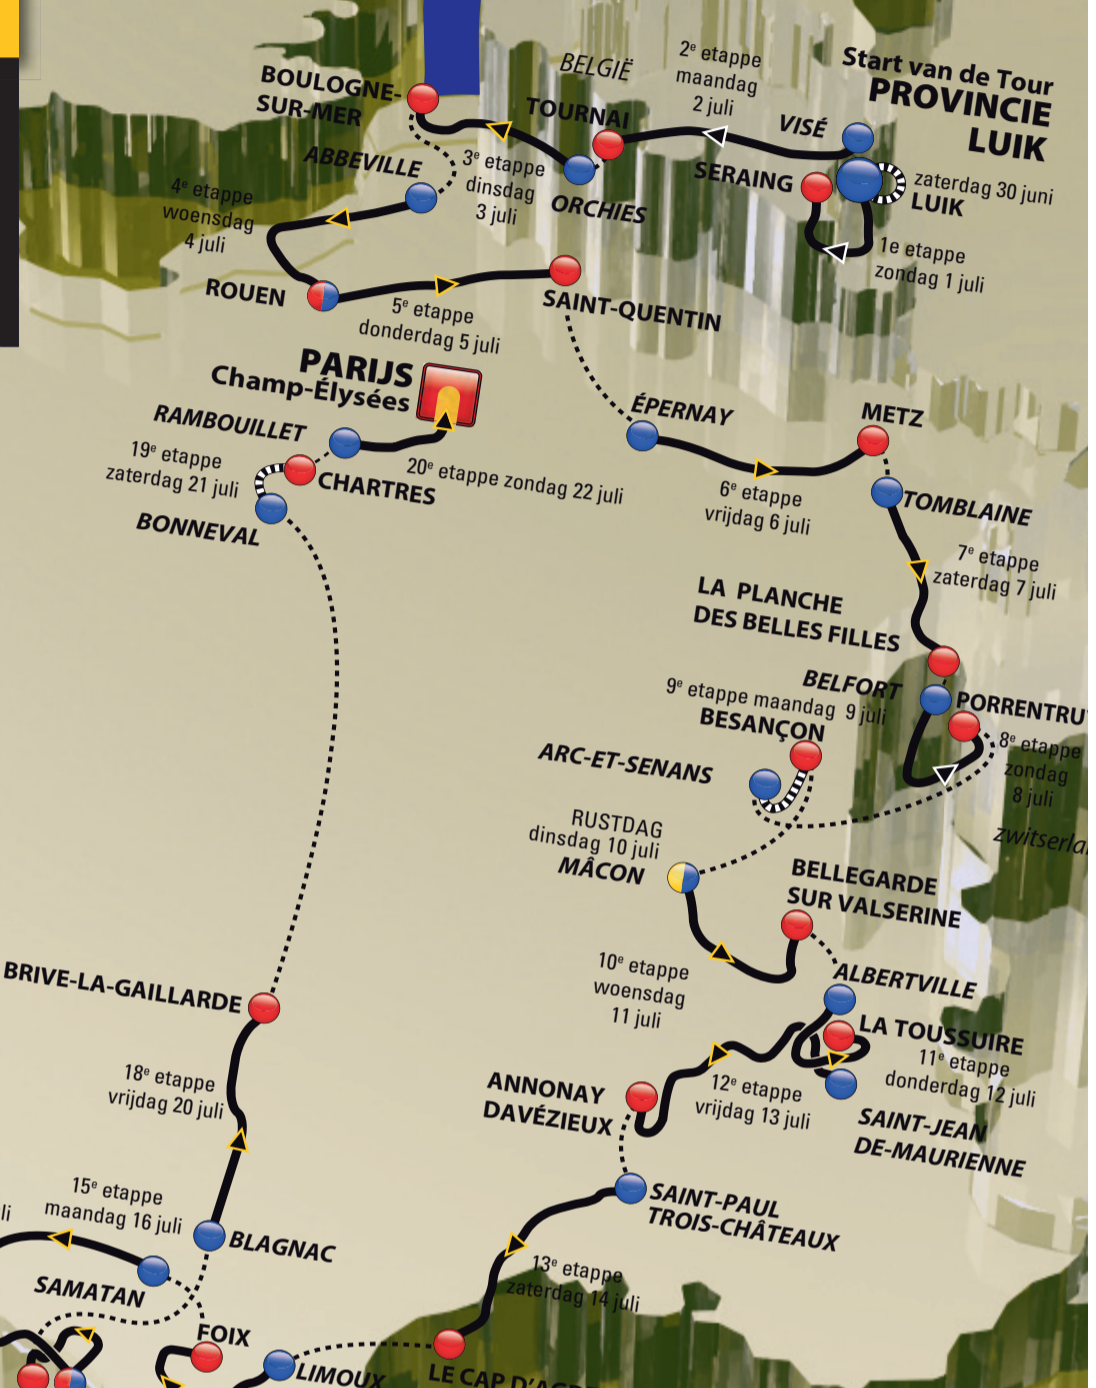 BOULOGNE-
SUR-MER
BELGIË
2e etappe
maandag
2 juli
Start van de Tour
PROVINCIE
LUIK
TOURNAI
VISÉ
ABBEVILLE
3e etappe
dinsdag
3 juli
ORCHIES
SERAING
zaterdag 30 juni
LUIK
4e etappe
woensdag
4 juli
1e etappe
zondag 1 juli
ROUEN
5e etappe
donderdag 5 juli
SAINT-QUENTIN
PARIJS
Champ-Élysées
RAMBOUILLET
19e etappe
zaterdag 21 juli
CHARTRES
20e etappe zondag 22 juli
BONNEVAL
ÉPERNAY
METZ
6e etappe
vrijdag 6 juli
TOMBLAINE
7e etappe
zaterdag 7 juli
LA PLANCHE
DES BELLES FILLES
BELFORT
PORRENTRU
9e etappe maandag 9 juli
BESANÇON
8e etappe
zondag
8 juli
ARC-ET-SENANS
zwitserla
RUSTDAG
dinsdag 10 juli
MÂCON
BELLEGARDE
SUR VALSERINE
10e etappe
woensdag
11 juli
ALBERTVILLE
BRIVE-LA-GAILLARDE
LA TOUSSUIRE
11e etappe
donderdag 12 juli
18e etappe
vrijdag 20 juli
ANNONAY
DAVÉZIEUX
12e etappe
vrijdag 13 juli
SAINT-JEAN
DE-MAURIENNE
15e etappe
maandag 16 juli
li
SAINT-PAUL
TROIS-CHÂTEAUX
BLAGNAC
SAMATAN
13e etappe
zaterdag 14 juli
FOIX
LIMOUX
LE CAP D'AGD